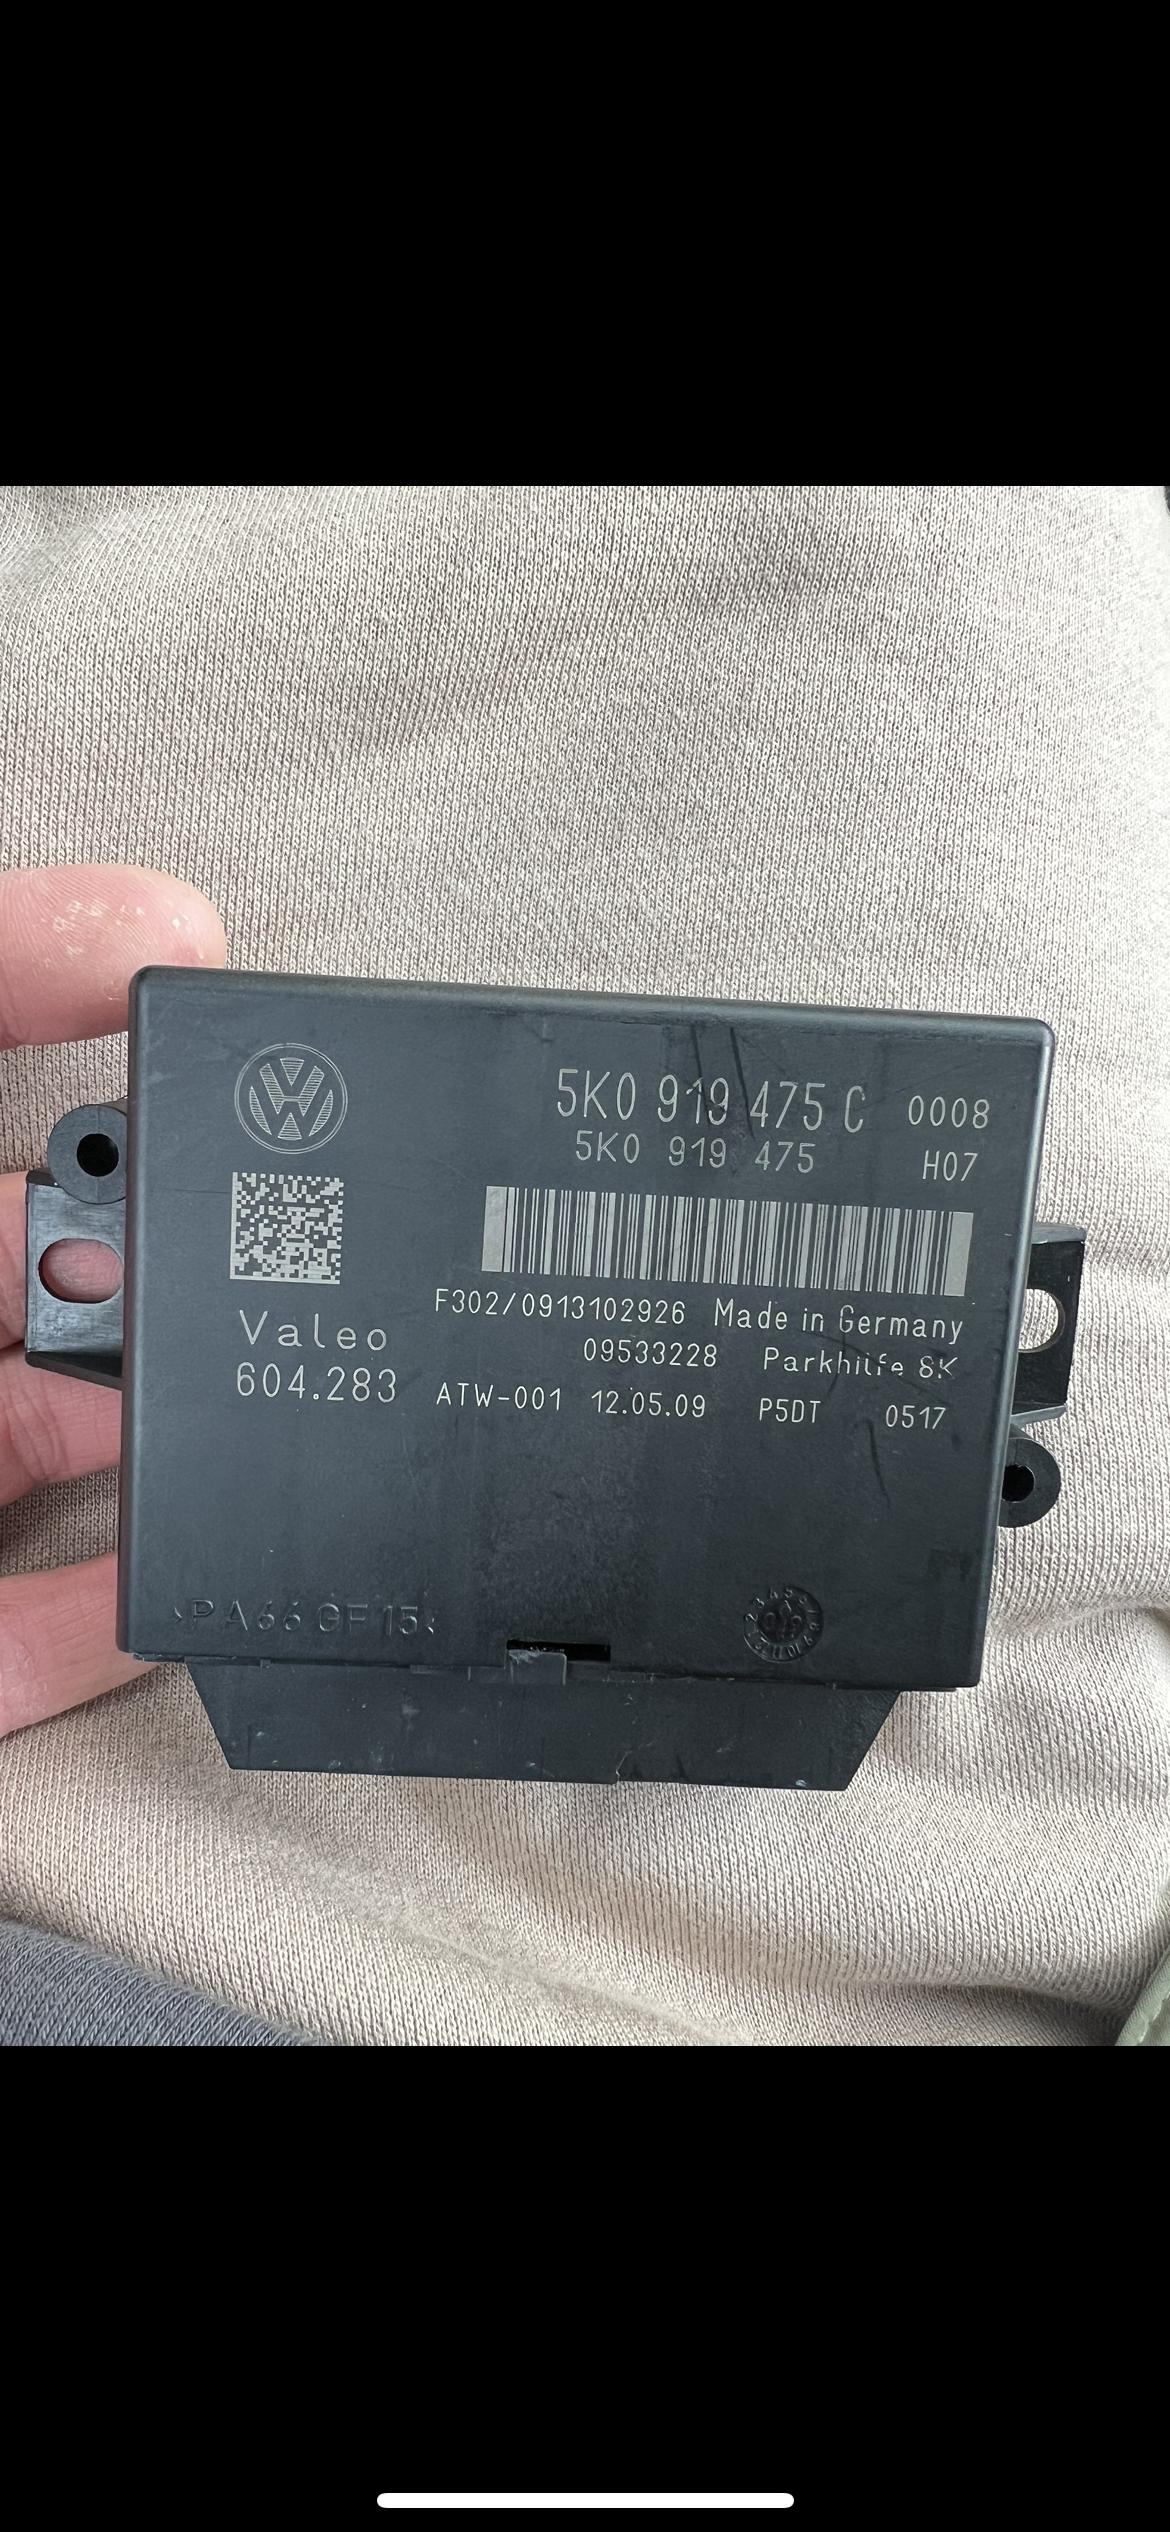 5K0 919 475 C 0008
5K0 919 475 H07
F302/0913102926 Made in Germany
09533228 Parkhilfe 8K
Valeo
604.283
ATW-001 12.05.09 P5DT 0517
>PA66 GF15<